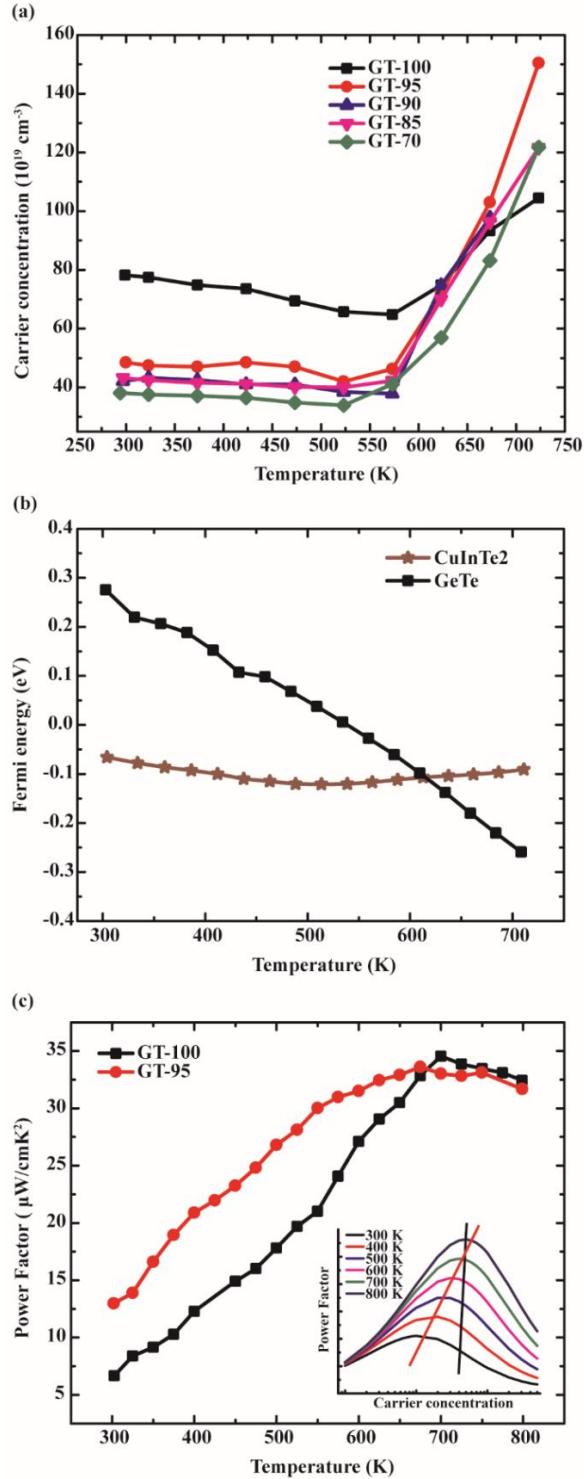 (a)
160
140
120
100
80
60
40
Carrier concentration (10¹⁹ cm⁻³)
GT-100
GT-95
GT-90
GT-85
GT-70
250 300 350 400 450 500 550 600 650 700 750
Temperature (K)
(b)
0.4
0.3
0.2
0.1
0.0
-0.1
-0.2
-0.3
-0.4
Fermi energy (eV)
CuInTe2
GeTe
300 400 500 600 700
Temperature (K)
(c)
35
30
25
20
15
10
5
Power Factor ( μW/cmK²)
GT-100
GT-95
300 K
400 K
500 K
600 K
700 K
800 K
Power Factor
Carrier concentration
300 400 500 600 700 800
Temperature (K)